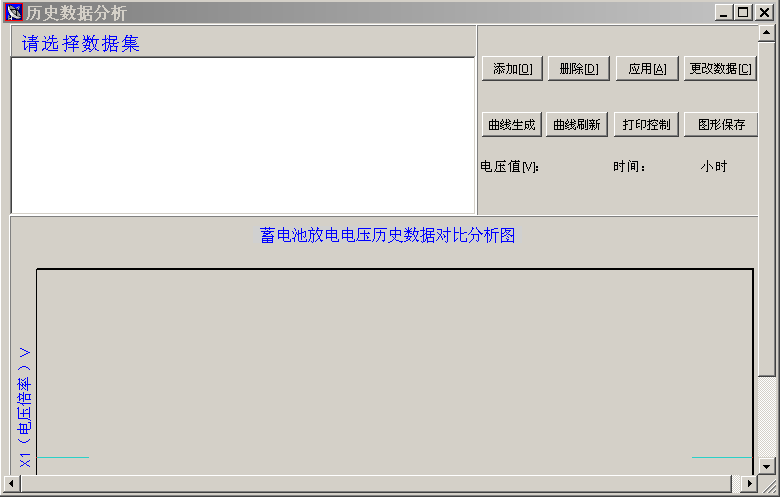 历史数据分析
请选择数据集
添加[O] 删除[D] 应用[A] 更改数据[C]
曲线生成 曲线刷新 打印控制 图形保存
电压值[V]: 时间: 小时
蓄电池放电电压历史数据对比分析图
X1（电压倍率）V